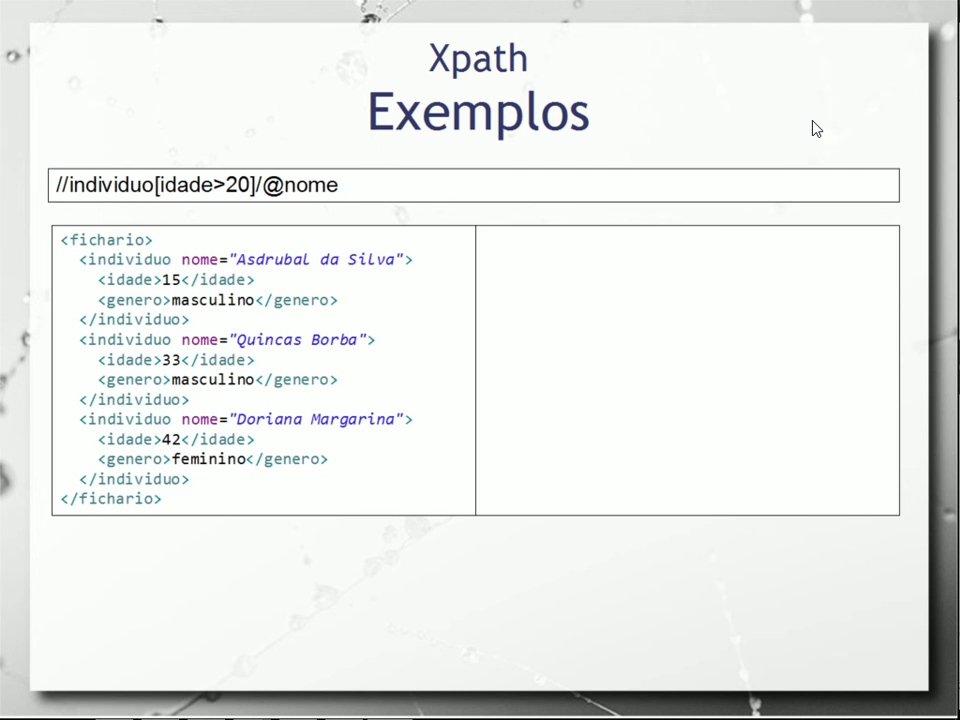 Xpath
Exemplos
//individuo[idade>20]/@nome
<fichario>
<individuo nome="Asdrubal da Silva">
<idade>15</idade>
<genero>masculino</genero>
</individuo>
<individuo nome="Quincas Borba">
<idade>33</idade>
<genero>masculino</genero>
</individuo>
<individuo nome="Doriana Margarina">
<idade>42</idade>
<genero>feminino</genero>
</individuo>
</fichario>